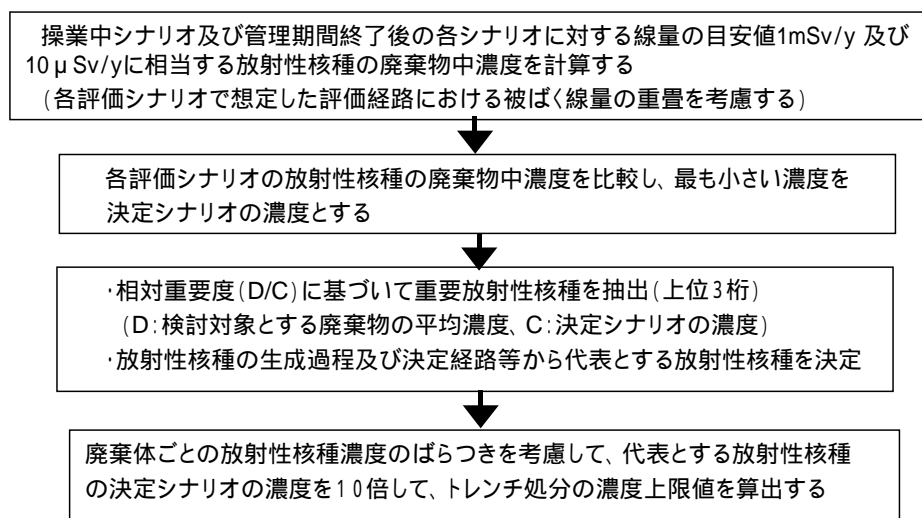 操業中シナリオ及び管理期間終了後の各シナリオに対する線量の目安値1mSv/y 及び
10μSv/yに相当する放射性核種の廃棄物中濃度を計算する
(各評価シナリオで想定した評価経路における被ばく線量の重畳を考慮する)
各評価シナリオの放射性核種の廃棄物中濃度を比較し、最も小さい濃度を
決定シナリオの濃度とする
・相対重要度(D/C)に基づいて重要放射性核種を抽出(上位3桁)
(D:検討対象とする廃棄物の平均濃度、C:決定シナリオの濃度)
・放射性核種の生成過程及び決定経路等から代表とする放射性核種を決定
廃棄体ごとの放射性核種濃度のばらつきを考慮して、代表とする放射性核種
の決定シナリオの濃度を10倍して、トレンチ処分の濃度上限値を算出する